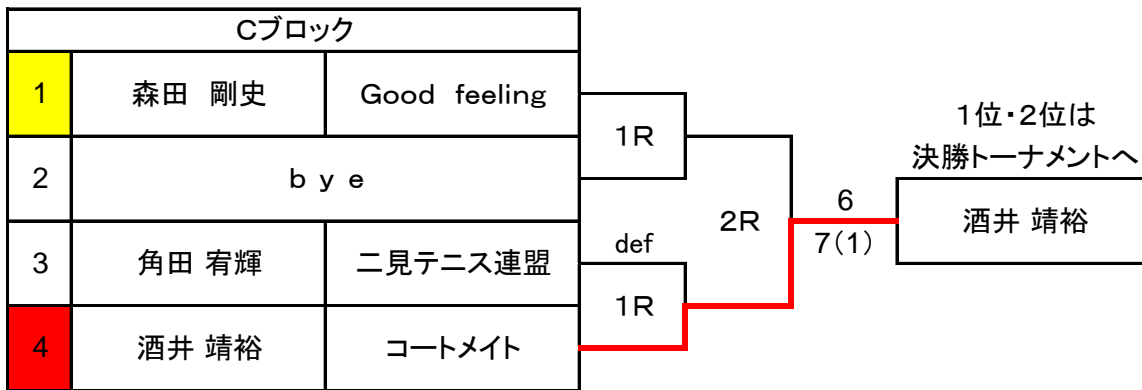 Cブロック
1 森田 剛史 Good feeling
1R
1位・2位は
決勝トーナメントへ
2 bye
2R
6
7(1)
酒井 靖裕
3 角田 宥輝 二見テニス連盟
def
1R
4 酒井 靖裕 コートメイト